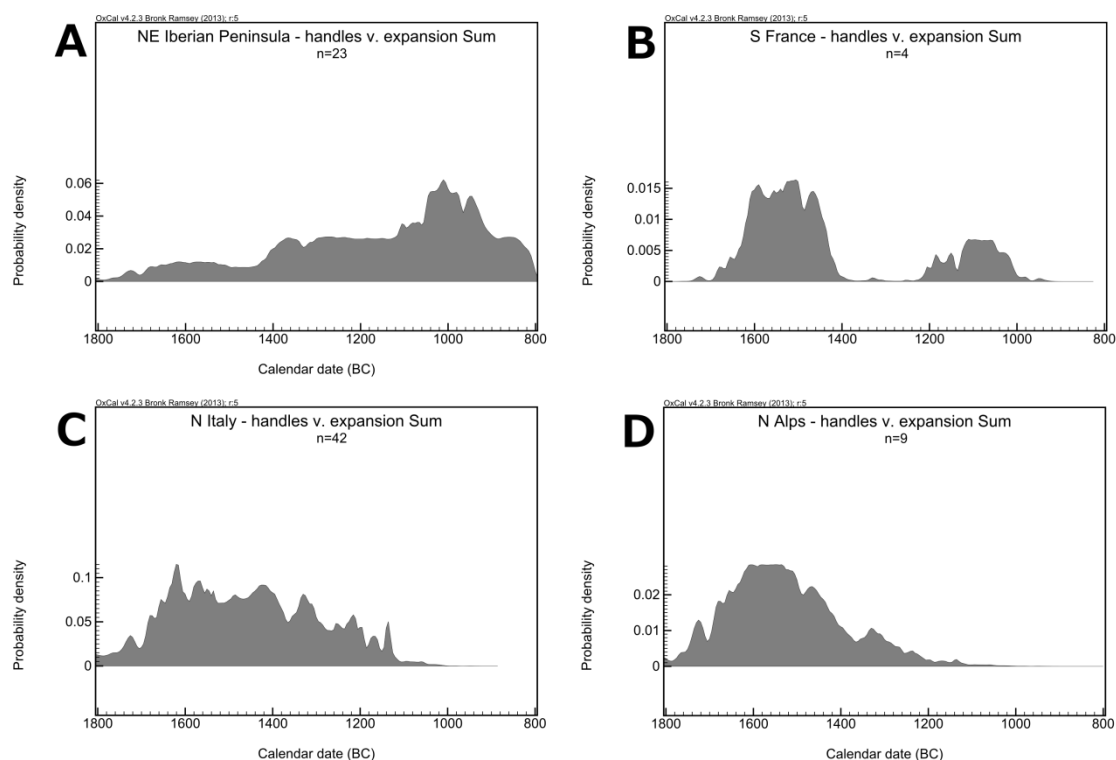 OxCal v4.2.3 Bronk Ramsey (2013); r:5
A
NE Iberian Peninsula - handles v. expansion Sum
n=23
Probability density
0.06
0.04
0.02
0
1800 1600 1400 1200 1000 800
Calendar date (BC)
OxCal v4.2.3 Bronk Ramsey (2013); r:5
B
S France - handles v. expansion Sum
n=4
Probability density
0.015
0.01
0.005
0
1800 1600 1400 1200 1000 800
Calendar date (BC)
OxCal v4.2.3 Bronk Ramsey (2013); r:5
C
N Italy - handles v. expansion Sum
n=42
Probability density
0.1
0.05
0
1800 1600 1400 1200 1000 800
Calendar date (BC)
OxCal v4.2.3 Bronk Ramsey (2013); r:5
D
N Alps - handles v. expansion Sum
n=9
Probability density
0.02
0.01
0
1800 1600 1400 1200 1000 800
Calendar date (BC)